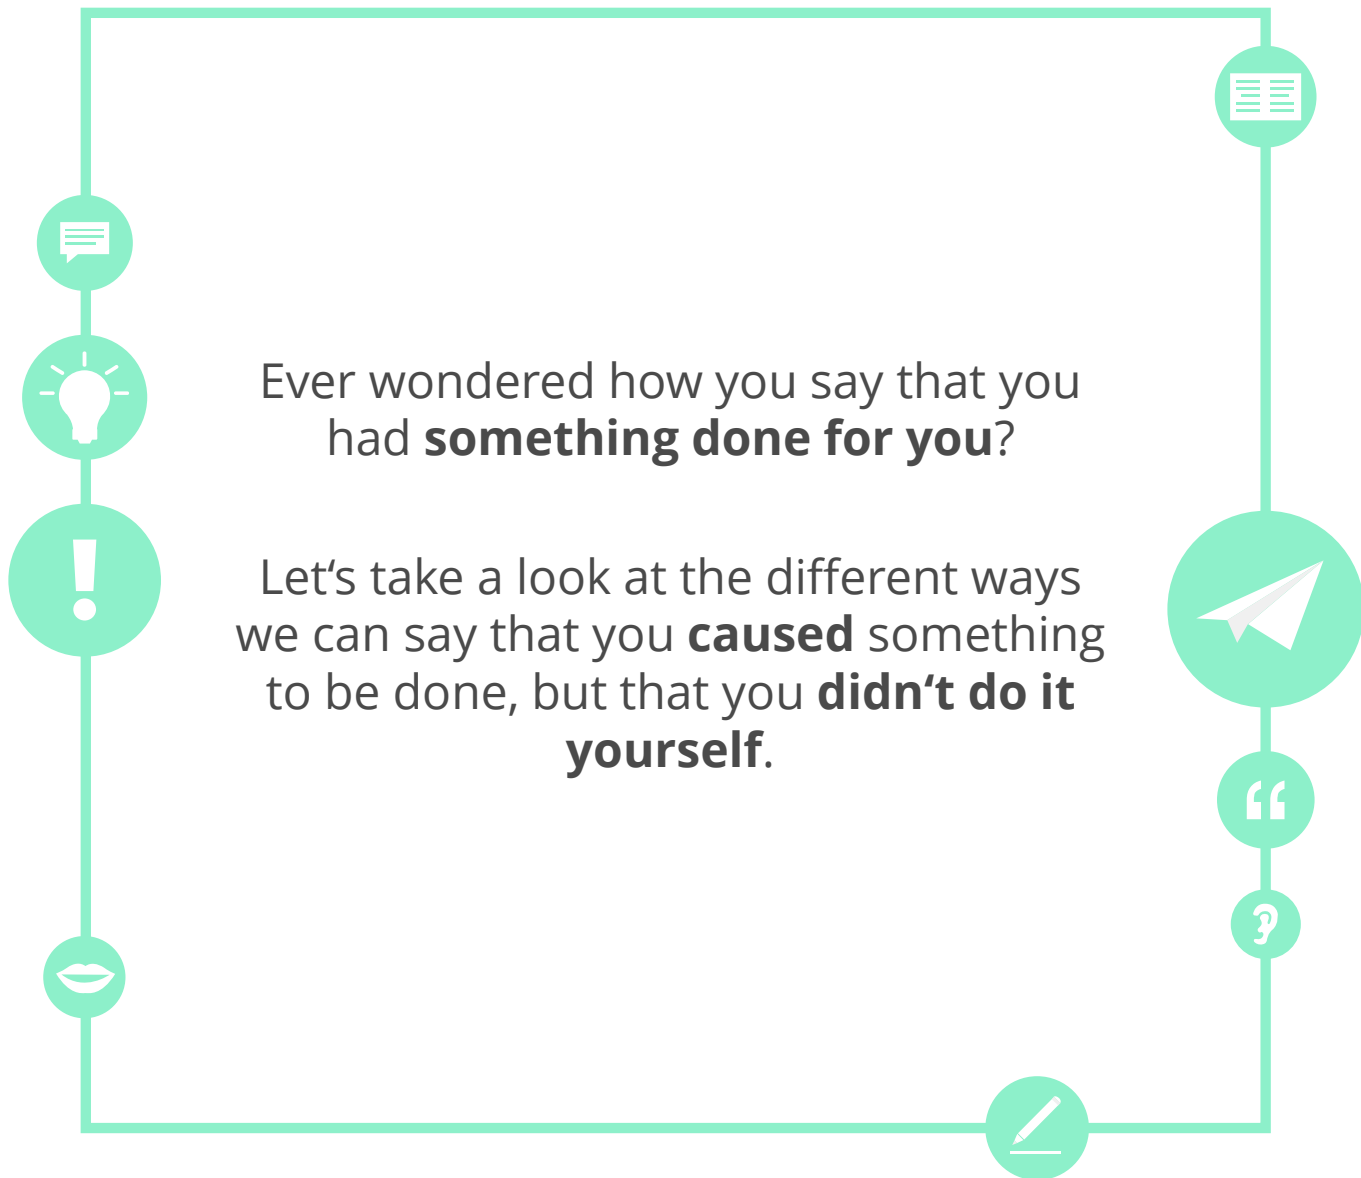 Ever wondered how you say that you
had something done for you?
Let‘s take a look at the different ways
we can say that you caused something
to be done, but that you didn‘t do it
yourself.